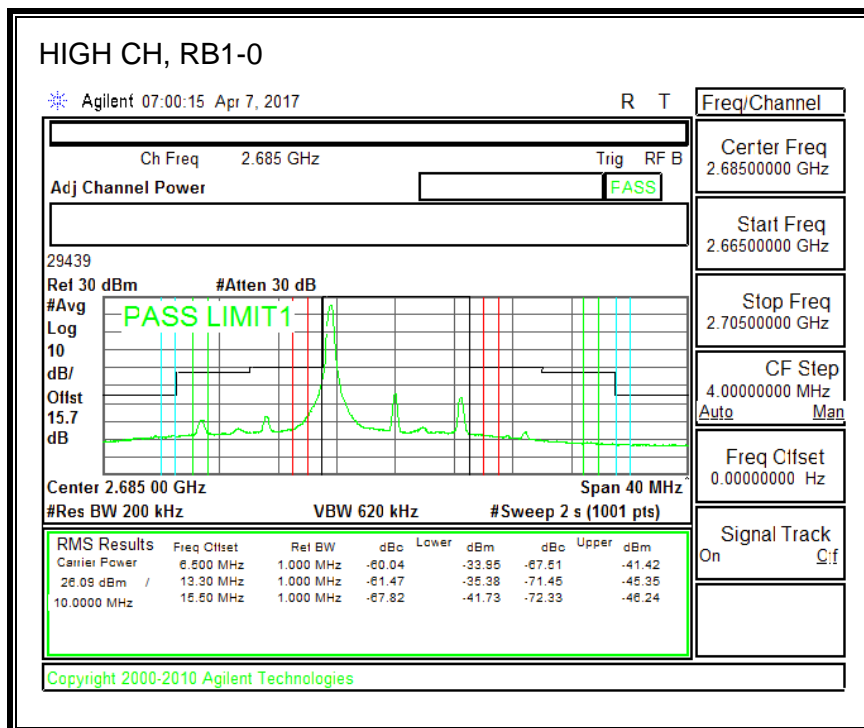 HIGH CH, RB1-0
Agilent 07:00:15 Apr 7, 2017 R T
Ch Freq 2.685 GHz Trig RF B
Adj Channel Power PASS
29439
Ref 30 dBm #Atten 30 dB
#Avg
Log
10
dB/
Offst
15.7
dB
PASS LIMIT1
Center 2.685 00 GHz Span 40 MHz
#Res BW 200 kHz VBW 620 kHz #Sweep 2 s (1001 pts)
RMS Results Freq Offset Ref BW dBc Lower dBm dBc Upper dBm
Carrier Power 6.500 MHz 1.000 MHz -60.04 -33.95 -67.51 -41.42
26.09 dBm / 13.30 MHz 1.000 MHz -61.47 -35.38 -71.45 -45.35
10.0000 MHz 15.50 MHz 1.000 MHz -67.82 -41.73 -72.33 -46.24
Copyright 2000-2010 Agilent Technologies
Freq/Channel
Center Freq
2.68500000 GHz
Start Freq
2.66500000 GHz
Stop Freq
2.70500000 GHz
CF Step
4.00000000 MHz
Auto Man
Freq Offset
0.00000000 Hz
Signal Track
On Off